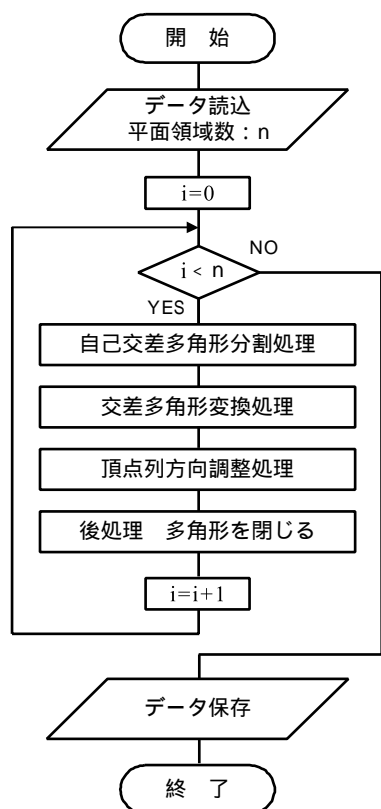 開 始
データ読込
平面領域数：n
i=0
i < n
NO
YES
自己交差多角形分割処理
交差多角形変換処理
頂点列方向調整処理
後処理 多角形を閉じる
i=i+1
データ保存
終 了